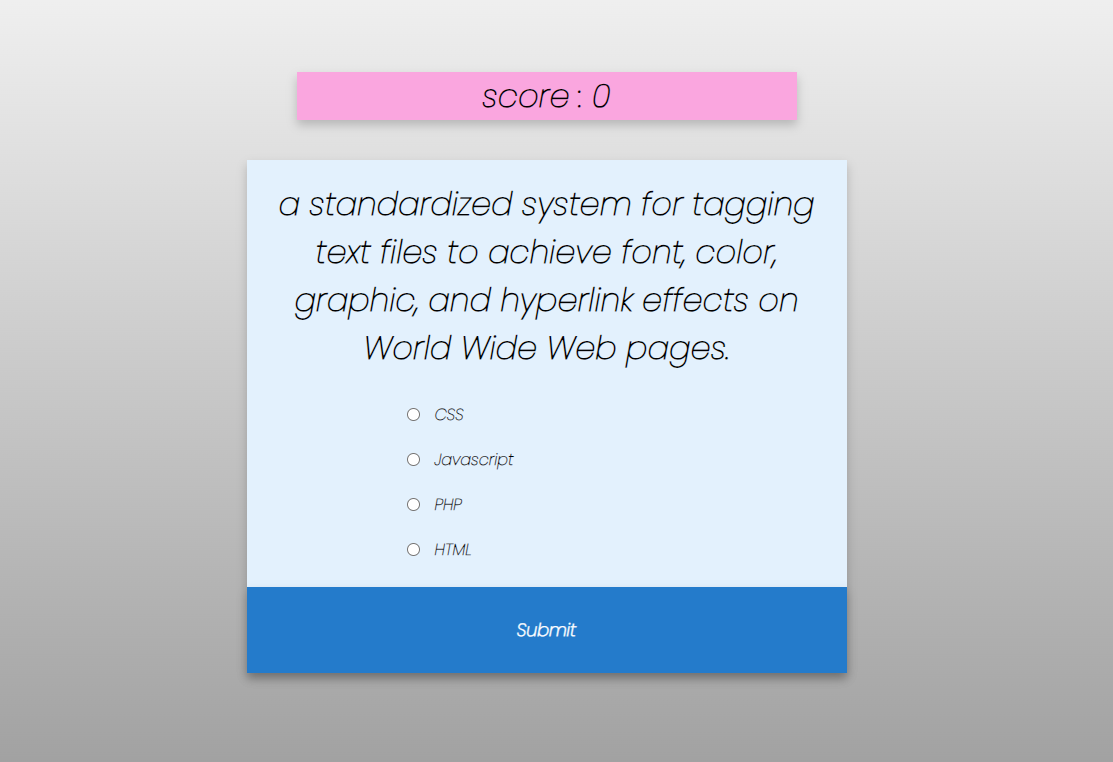 score : 0
a standardized system for tagging
text files to achieve font, color,
graphic, and hyperlink effects on
World Wide Web pages.
CSS
Javascript
PHP
HTML
Submit